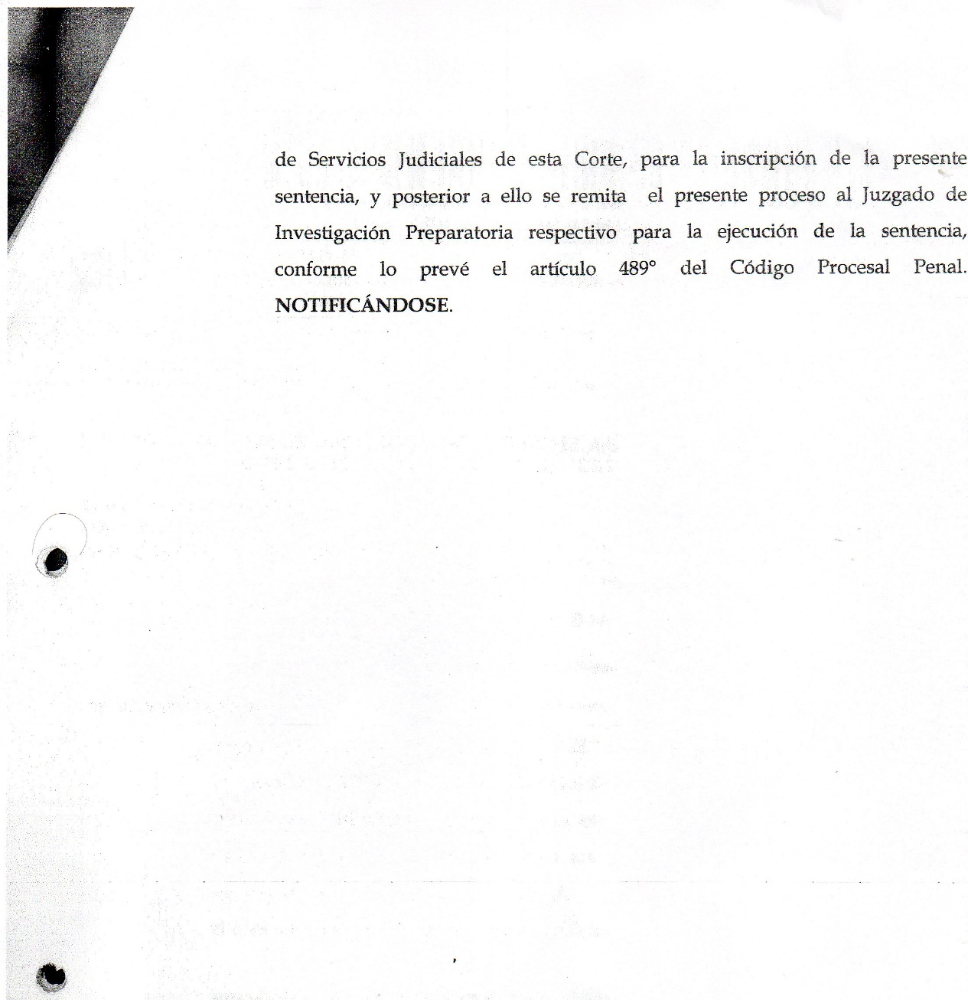 de Servicios Judiciales de esta Corte, para la inscripción de la presente
sentencia, y posterior a ello se remita el presente proceso al Juzgado de
Investigación Preparatoria respectivo para la ejecución de la sentencia,
conforme lo prevé el artículo 489° del Código Procesal Penal.
NOTIFICÁNDOSE.